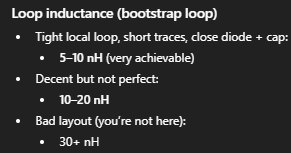 Loop inductance (bootstrap loop)
• Tight local loop, short traces, close diode + cap:
• 5–10 nH (very achievable)
• Decent but not perfect:
• 10–20 nH
• Bad layout (you're not here):
• 30+ nH